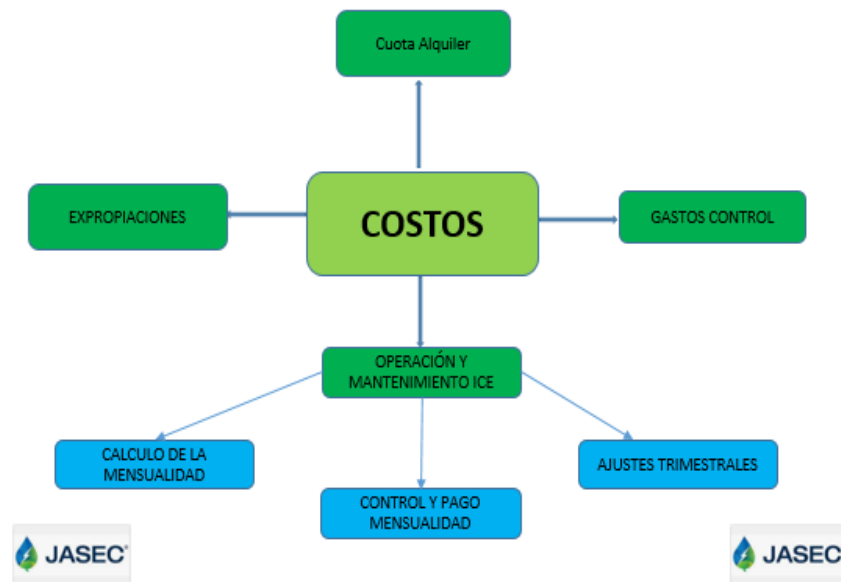 Cuota Alquiler
EXPROPIACIONES
COSTOS
GASTOS CONTROL
OPERACIÓN Y
MANTENIMIENTO ICE
CALCULO DE LA
MENSUALIDAD
CONTROL Y PAGO
MENSUALIDAD
AJUSTES TRIMESTRALES
JASEC
JASEC